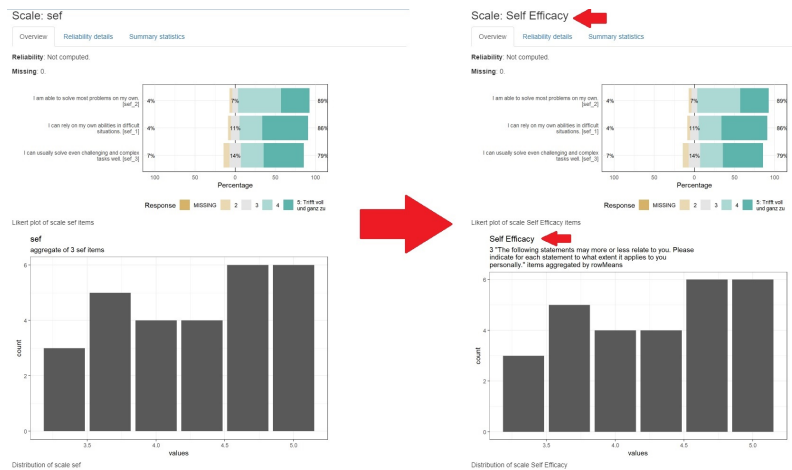 Scale: sef
Overview Reliability details Summary statistics
Reliability: Not computed.
Missing: 0.
I am able to solve most problems on my own.
[sef_2]
4% 7% 89%
I can rely on my own abilities in difficult
situations. [sef_1]
4% 11% 86%
I can usually solve even challenging and complex
tasks well. [sef_3]
7% 14% 79%
100 50 0 50 100
Percentage
Response MISSING 2 3 4 5: Trifft voll
und ganz zu
Likert plot of scale sef items
sef
aggregate of 3 sef items
6
4
2
0
count
3.5 4.0 4.5 5.0
values
Distribution of scale sef
Scale: Self Efficacy
Overview Reliability details Summary statistics
Reliability: Not computed.
Missing: 0.
I am able to solve most problems on my own.
[sef_2]
4% 7% 89%
I can rely on my own abilities in difficult
situations. [sef_1]
4% 11% 86%
I can usually solve even challenging and complex
tasks well. [sef_3]
7% 14% 79%
100 50 0 50 100
Percentage
Response MISSING 2 3 4 5: Trifft voll
und ganz zu
Likert plot of scale Self Efficacy items
Self Efficacy
3 "The following statements may more or less relate to you. Please
indicate for each statement to what extent it applies to you
personally." items aggregated by rowMeans
6
4
2
0
count
3.5 4.0 4.5 5.0
values
Distribution of scale Self Efficacy